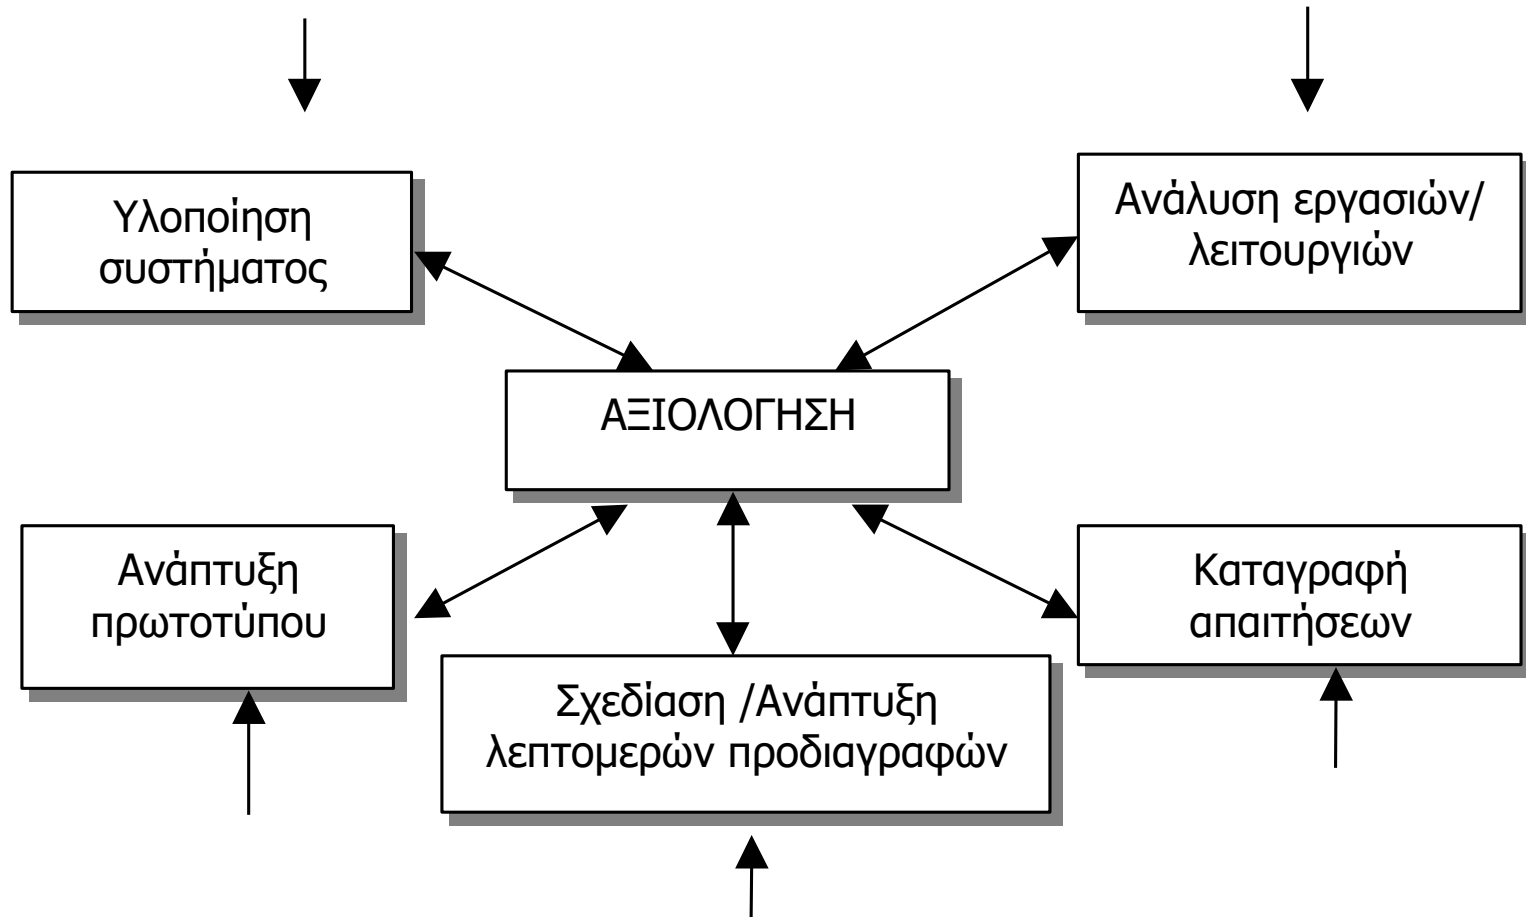 Υλοποίηση
συστήματος
Ανάλυση εργασιών/
λειτουργιών
ΑΞΙΟΛΟΓΗΣΗ
Ανάπτυξη
πρωτοτύπου
Καταγραφή
απαιτήσεων
Σχεδίαση /Ανάπτυξη
λεπτομερών προδιαγραφών